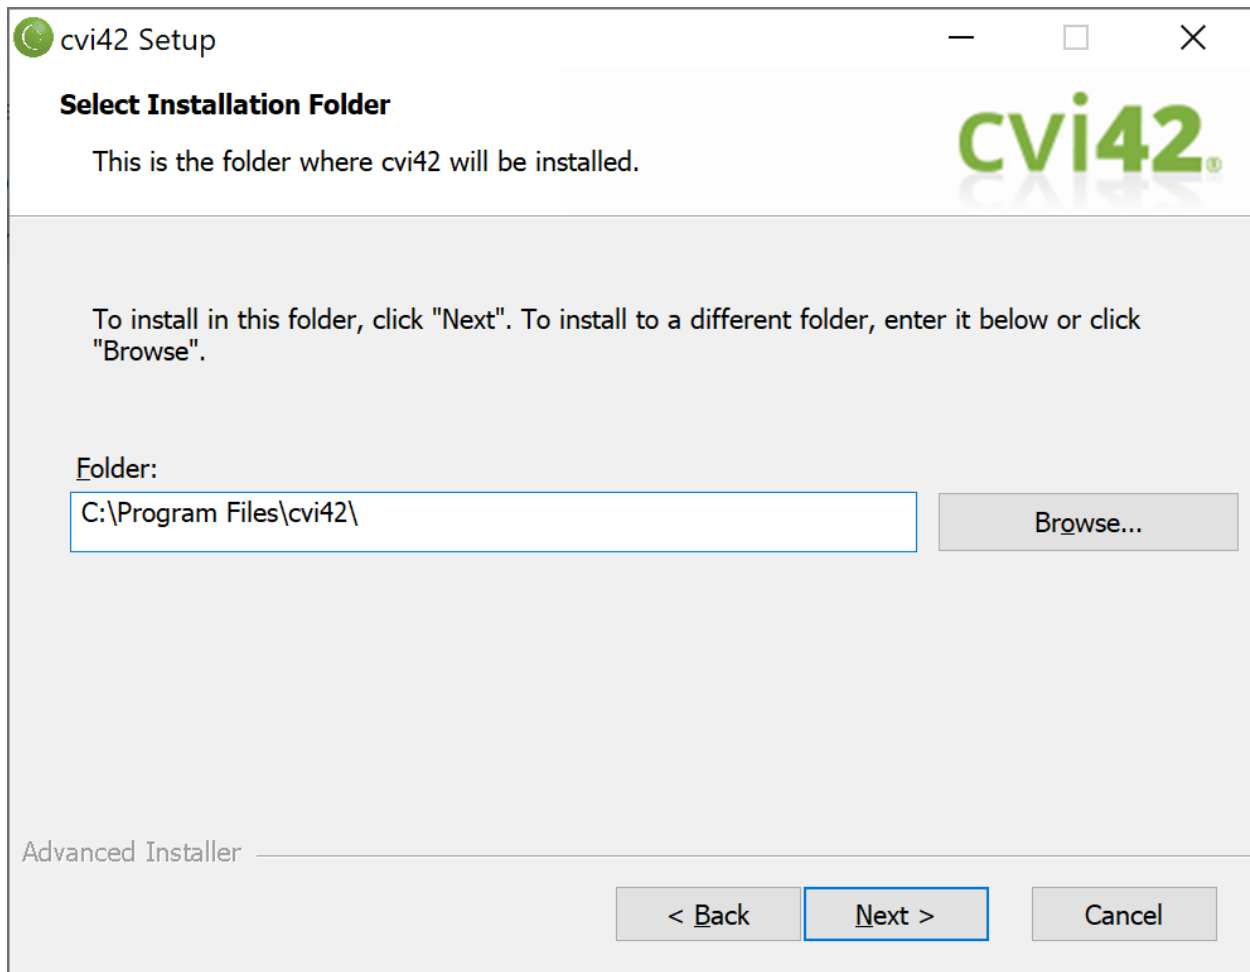 cvi42 Setup
Select Installation Folder
This is the folder where cvi42 will be installed.
cvi42®
To install in this folder, click "Next". To install to a different folder, enter it below or click
"Browse".
Folder:
C:\Program Files\cvi42\
Browse...
Advanced Installer
< Back
Next >
Cancel